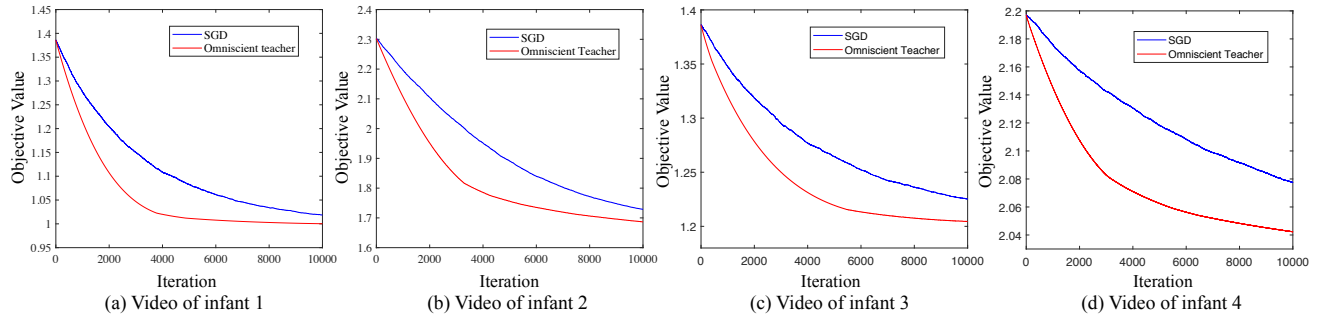 1.45
1.4
1.35
1.3
1.25
1.2
1.15
1.1
1.05
1
0.95
0 2000 4000 6000 8000 10000
Objective Value
Iteration
SGD
Omniscient teacher
(a) Video of infant 1
2.4
2.3
2.2
2.1
2
1.9
1.8
1.7
1.6
0 2000 4000 6000 8000 10000
Objective Value
Iteration
SGD
Omniscient Teacher
(b) Video of infant 2
1.4
1.35
1.3
1.25
1.2
0 2000 4000 6000 8000 10000
Objective Value
Iteration
SGD
Omniscient Teacher
(c) Video of infant 3
2.2
2.18
2.16
2.14
2.12
2.1
2.08
2.06
2.04
0 2000 4000 6000 8000 10000
Objective Value
Iteration
SGD
Omniscient Teacher
(d) Video of infant 4